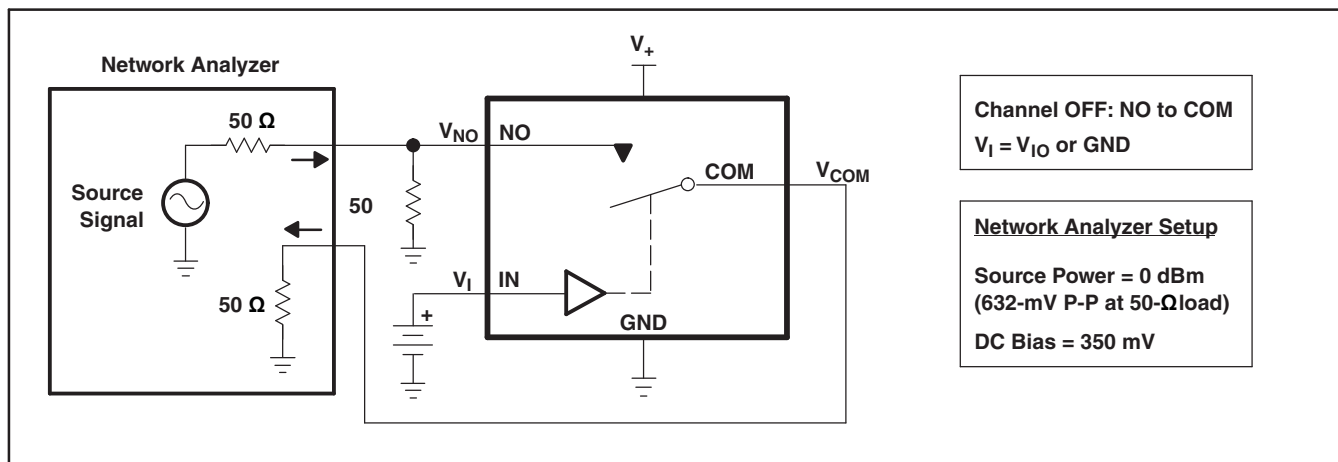 Network Analyzer
50 Ω
Source
Signal
50 Ω
50
V+
VNO
NO
COM
VCOM
VI
IN
+
GND
Channel OFF: NO to COM
VI = VIO or GND
Network Analyzer Setup
Source Power = 0 dBm
(632-mV P-P at 50-Ωload)
DC Bias = 350 mV